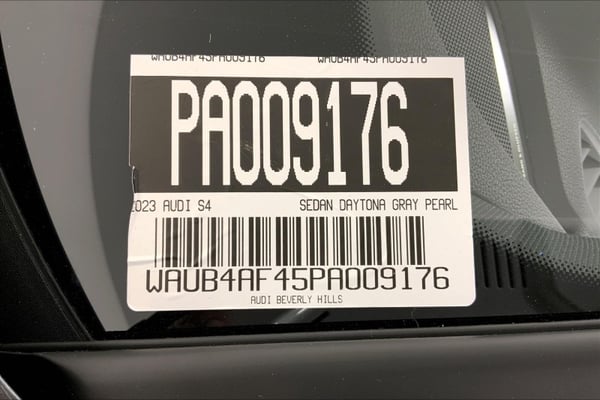 WAUB4AF45PA009176 WAUB4AF45PA009176
PA009176
2023 AUDI S4 SEDAN DAYTONA GRAY PEARL
WAUB4AF45PA009176
AUDI BEVERLY HILLS